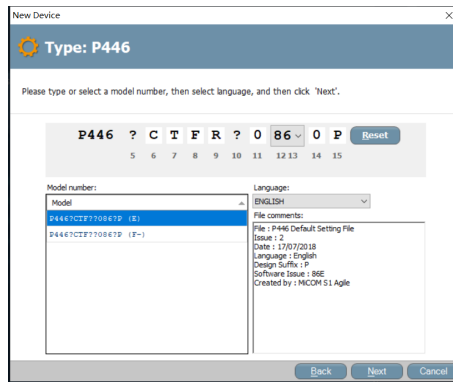 New Device
Type: P446
Please type or select a model number, then select language, and then click 'Next'.
P446 ? C T F R ? 0 86 0 P Reset
5 6 7 8 9 10 11 12 13 14 15
Model number:
Language:
Model
ENGLISH
File comments:
P446?CTF??086?P (E)
P446?CTF??086?P (F-)
File : P446 Default Setting File
Issue : 2
Date : 17/07/2018
Language : English
Design Suffix : P
Software Issue : 86E
Created by : MiCOM S1 Agile
Back Next Cancel